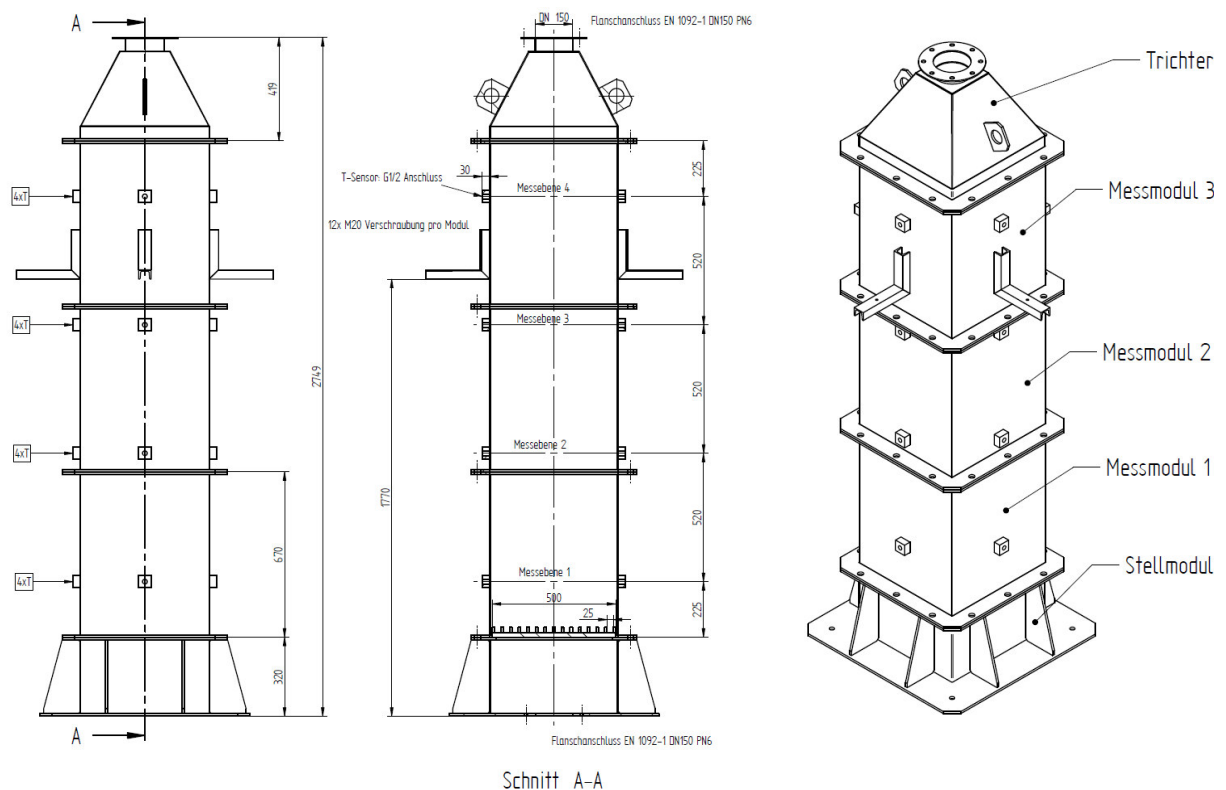 A
419
4xT
4xT
4xT
4xT
2749
670
320
A
DN 150
Flanschanschluss EN 1092-1 DN150 PN6
30
T-Sensor: G1/2 Anschluss
12x M20 Verschraubung pro Modul
Messebene 4
225
520
Messebene 3
520
Messebene 2
1770
520
Messebene 1
500
25
225
Flanschanschluss EN 1092-1 DN150 PN6
Schnitt A-A
Trichter
Messmodul 3
Messmodul 2
Messmodul 1
Stellmodul